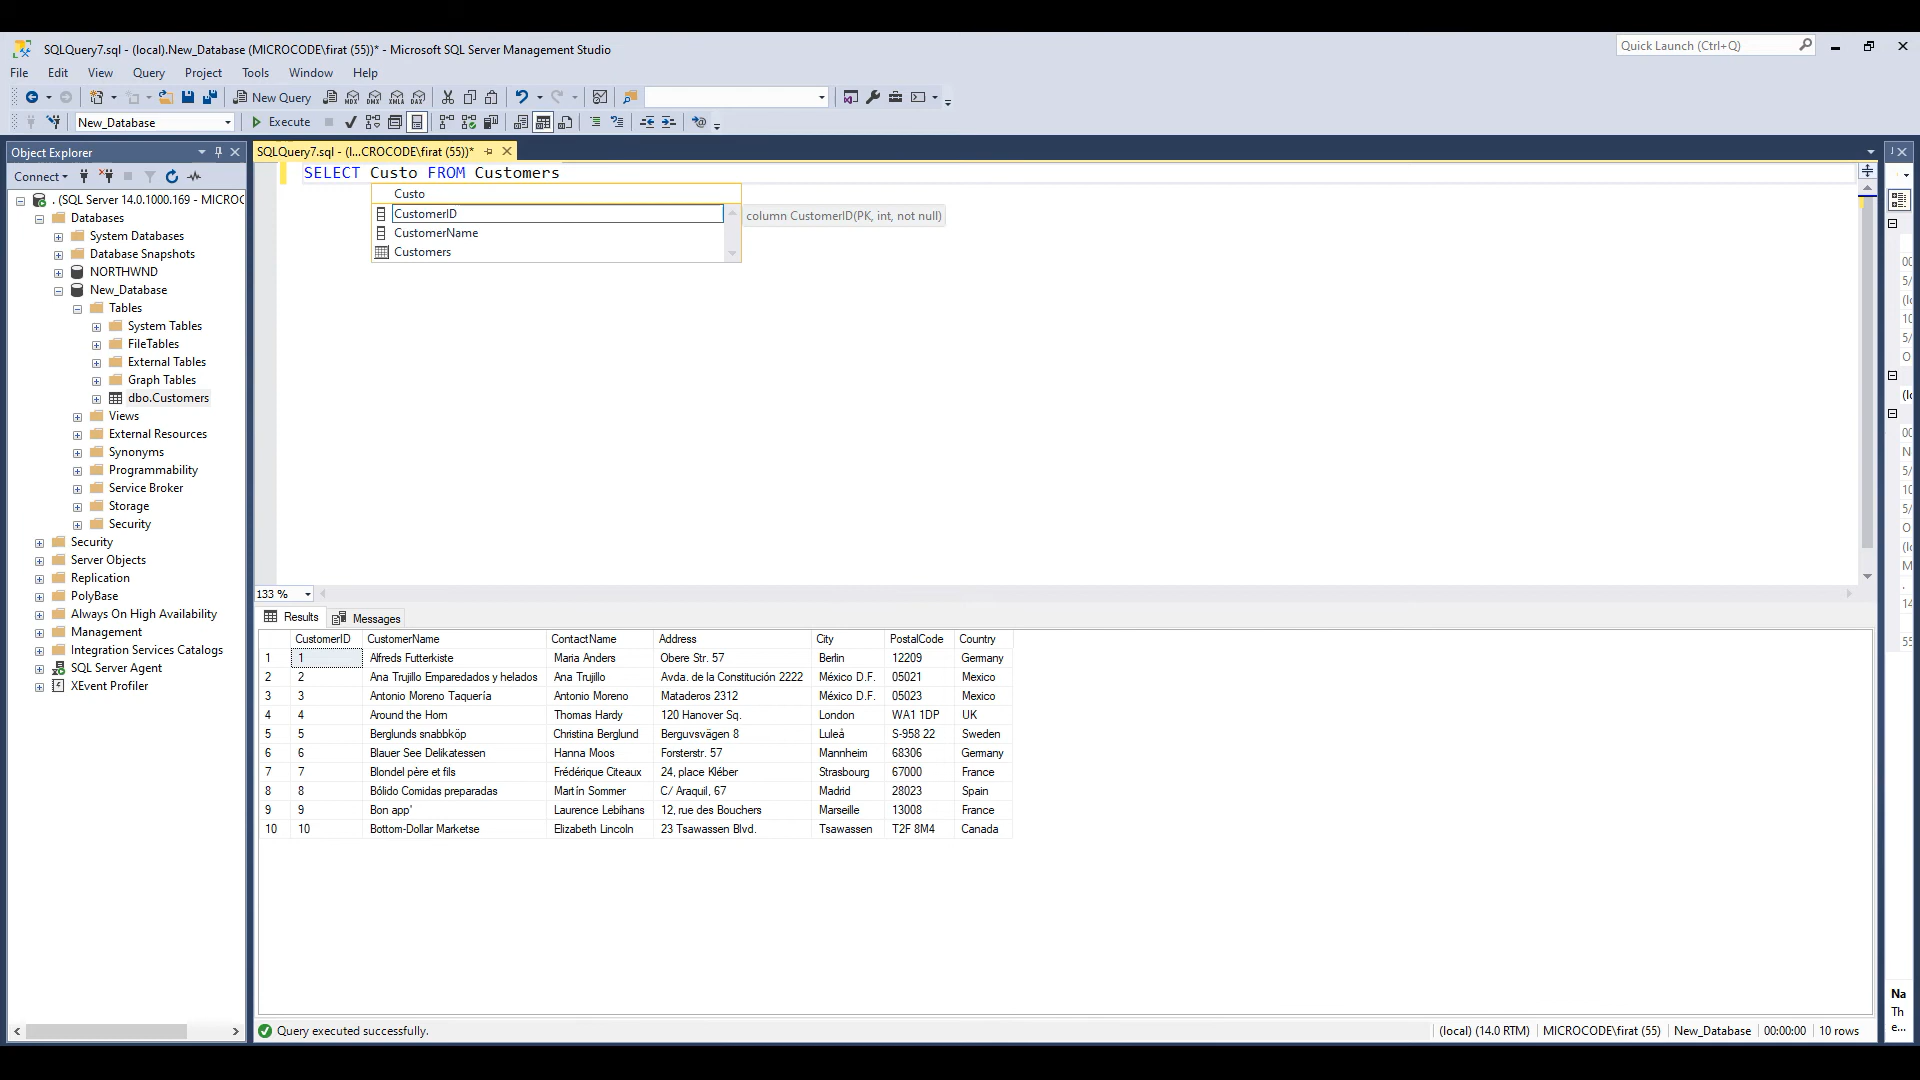 SQLQuery7.sql - (local).New_Database (MICROCODE\firat (55))* - Microsoft SQL Server Management Studio
Quick Launch (Ctrl+Q)
File Edit View Query Project Tools Window Help
New Query
New_Database
Execute
Object Explorer
SQLQuery7.sql - (l...CROCODE\firat (55))*
Connect
SELECT Custo FROM Customers
Custo
CustomerID
column CustomerID(PK, int, not null)
CustomerName
Customers
. (SQL Server 14.0.1000.169 - MICROC
Databases
System Databases
Database Snapshots
NORTHWND
New_Database
Tables
System Tables
FileTables
External Tables
Graph Tables
dbo.Customers
Views
External Resources
Synonyms
Programmability
Service Broker
Storage
Security
Security
Server Objects
Replication
PolyBase
Always On High Availability
Management
Integration Services Catalogs
SQL Server Agent
XEvent Profiler
133 %
Results Messages
CustomerID CustomerName ContactName Address City PostalCode Country
1 1 Alfreds Futterkiste Maria Anders Obere Str. 57 Berlin 12209 Germany
2 2 Ana Trujillo Emparedados y helados Ana Trujillo Avda. de la Constitución 2222 México D.F. 05021 Mexico
3 3 Antonio Moreno Taquería Antonio Moreno Mataderos 2312 México D.F. 05023 Mexico
4 4 Around the Horn Thomas Hardy 120 Hanover Sq. London WA1 1DP UK
5 5 Berglunds snabbköp Christina Berglund Berguvsvägen 8 Luleå S-958 22 Sweden
6 6 Blauer See Delikatessen Hanna Moos Forsterstr. 57 Mannheim 68306 Germany
7 7 Blondel père et fils Frédérique Citeaux 24, place Kléber Strasbourg 67000 France
8 8 Bólido Comidas preparadas Martín Sommer C/ Araquil, 67 Madrid 28023 Spain
9 9 Bon app' Laurence Lebihans 12, rue des Bouchers Marseille 13008 France
10 10 Bottom-Dollar Marketse Elizabeth Lincoln 23 Tsawassen Blvd. Tsawassen T2F 8M4 Canada
Query executed successfully.
(local) (14.0 RTM) MICROCODE\firat (55) New_Database 00:00:00 10 rows
00
5/
10
5/
O
00
N
5/
10
5/
O
M
.
14
55
Na
Th
e...